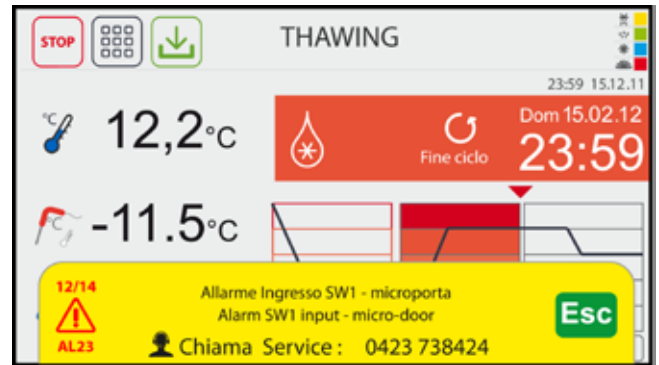 STOP
THAWING
23:59 15.12.11
°C
12,2°C
Fine ciclo
Dom 15.02.12
23:59
°C
-11.5°C
12/14
AL23
Allarme Ingresso SW1 - microporta
Alarm SW1 input - micro-door
Chiama Service : 0423 738424
Esc